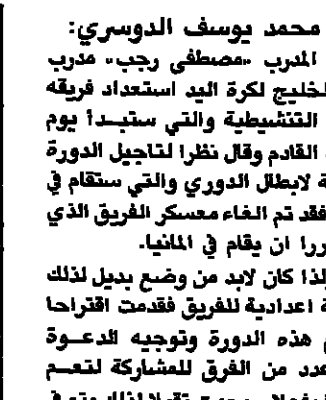 محمد يوسف الدوسري:
المدرب «مصطفى رجب» مدرب
لخليج لكرة اليد استعداد فريقه
التنشيطية والتي ستبدأ يوم
القادم وقال نظرا لتاجيل الدورة
ة لابطال الدوري والتي ستقام في
فقد تم الغاء معسكر الفريق الذي
ررا ان يقام في المانيا.
لذا كان لابد من وضع بديل لذلك
ة اعدادية للفريق فقدمت اقتراحا
هذه الدورة وتوجيه الدعوة
عدد من الفرق للمشاركة لتعم